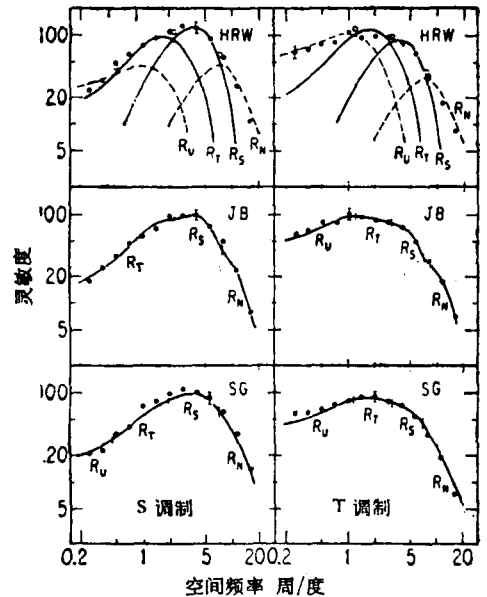 100
20
5
HRW
R_U
R_T
R_S
R_N
HRW
R_U
R_T
R_S
R_N
灵敏度
100
20
5
JB
R_T
R_S
R_N
JB
R_U
R_T
R_S
R_N
100
20
5
SG
R_U
R_T
R_S
R_N
S 调制
SG
R_U
R_T
R_S
R_N
T 调制
0.2 1 5 20 0.2 1 5 20
空间频率 周/度